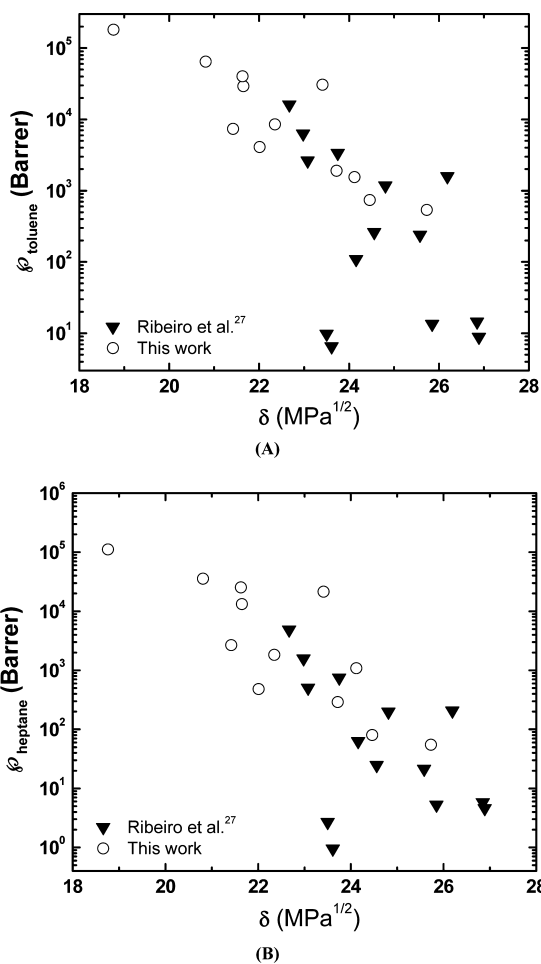 10⁵
10⁴
10³
10²
10¹
℘toluene (Barrer)
Ribeiro et al.²⁷
This work
18 20 22 24 26 28
δ (MPa¹/²)
(A)
10⁶
10⁵
10⁴
10³
10²
10¹
10⁰
℘heptane (Barrer)
Ribeiro et al.²⁷
This work
18 20 22 24 26 28
δ (MPa¹/²)
(B)